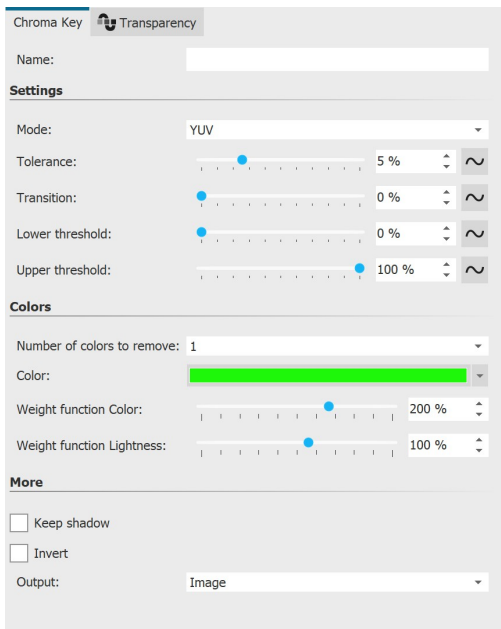 Chroma Key Transparency
Name:
Settings
Mode: YUV
Tolerance: 5 %
Transition: 0 %
Lower threshold: 0 %
Upper threshold: 100 %
Colors
Number of colors to remove: 1
Color:
Weight function Color: 200 %
Weight function Lightness: 100 %
More
Keep shadow
Invert
Output: Image